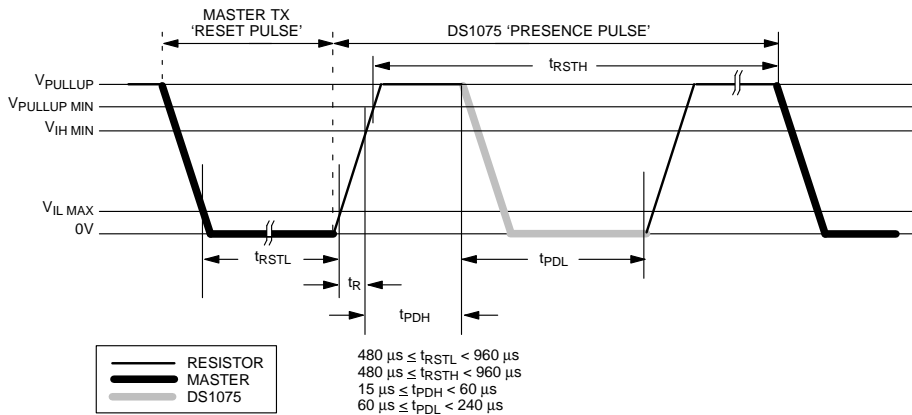 MASTER TX
'RESET PULSE'
DS1075 'PRESENCE PULSE'
tRSTH
VPULLUP
VPULLUP MIN
VIH MIN
VIL MAX
0V
tRSTL
tPDL
tR
tPDH
RESISTOR
MASTER
DS1075
480 µs ≤ tRSTL < 960 µs
480 µs ≤ tRSTH < 960 µs
15 µs ≤ tPDH < 60 µs
60 µs ≤ tPDL < 240 µs